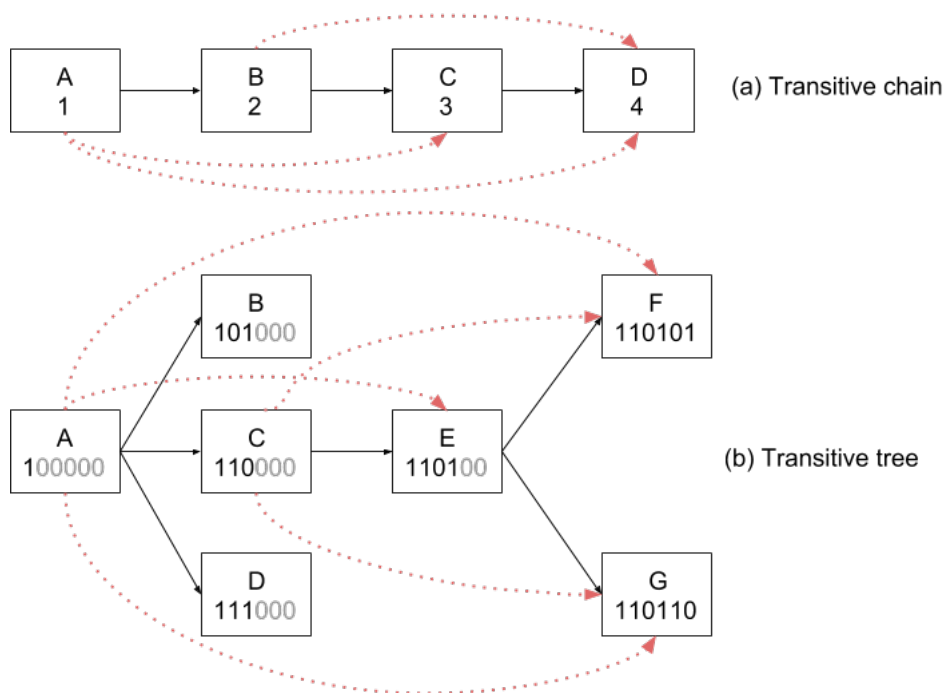 A
1
B
2
C
3
D
4
(a) Transitive chain
B
101000
F
110101
A
100000
C
110000
E
110100
(b) Transitive tree
D
111000
G
110110